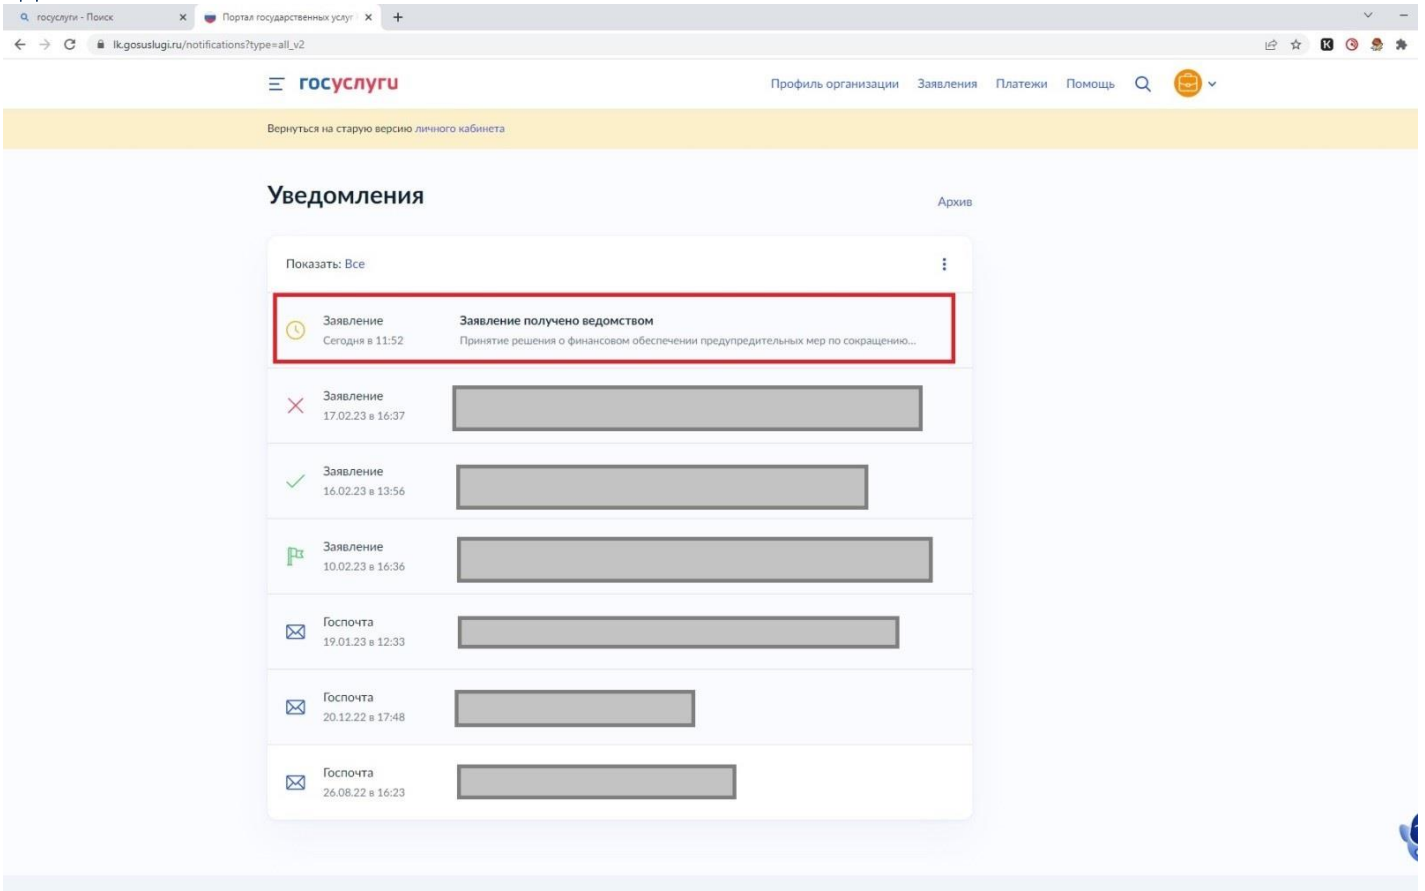 госуслуги - Поиск
Портал государственных услуг
lk.gosuslugi.ru/notifications?type=all_v2
госуслуги
Профиль организации Заявления Платежи Помощь
Вернуться на старую версию личного кабинета
Уведомления
Архив
Показать: Все
Заявление Заявление получено ведомством
Сегодня в 11:52 Принятие решения о финансовом обеспечении предупредительных мер по сокращению...
Заявление
17.02.23 в 16:37
Заявление
16.02.23 в 13:56
Заявление
10.02.23 в 16:36
Госпочта
19.01.23 в 12:33
Госпочта
20.12.22 в 17:48
Госпочта
26.08.22 в 16:23